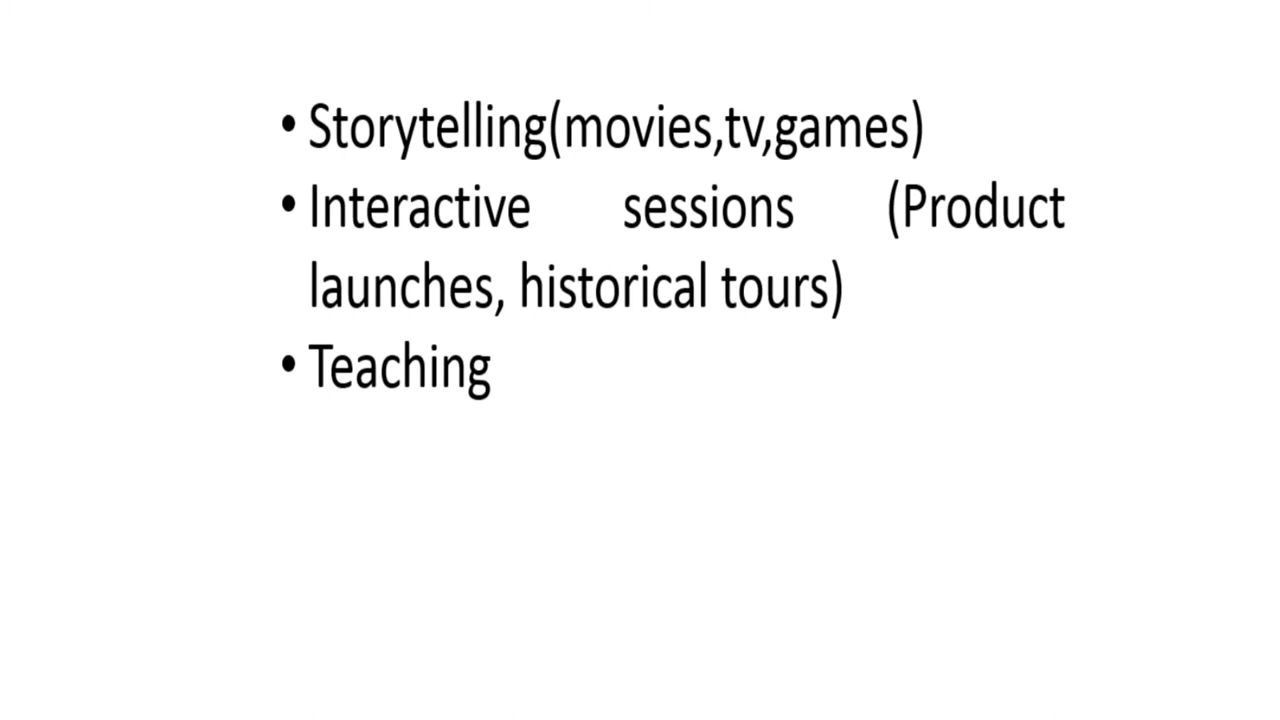 • Storytelling(movies,tv,games)
• Interactive sessions (Product
launches, historical tours)
• Teaching